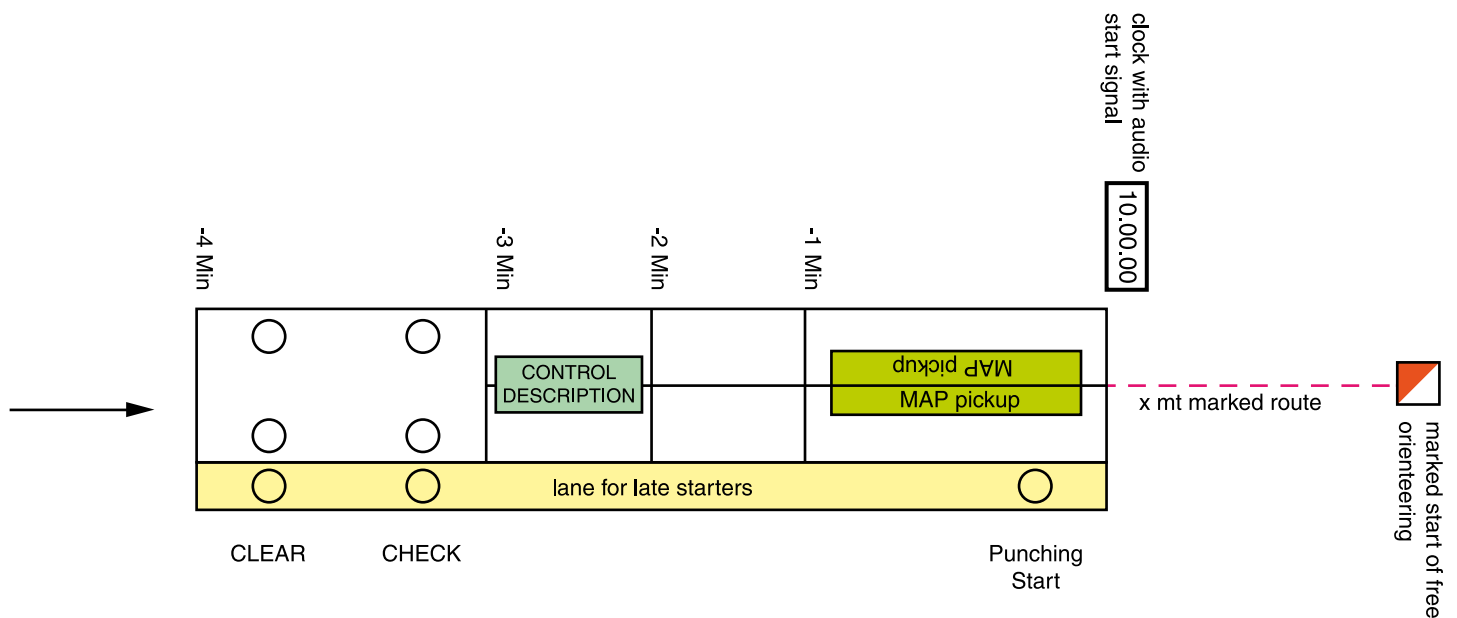 clock with audio
start signal
10.00.00
-4 Min
-3 Min
-2 Min
-1 Min
CONTROL
DESCRIPTION
MAP pickup
MAP pickup
x mt marked route
marked start of free
orienteering
lane for late starters
CLEAR
CHECK
Punching
Start